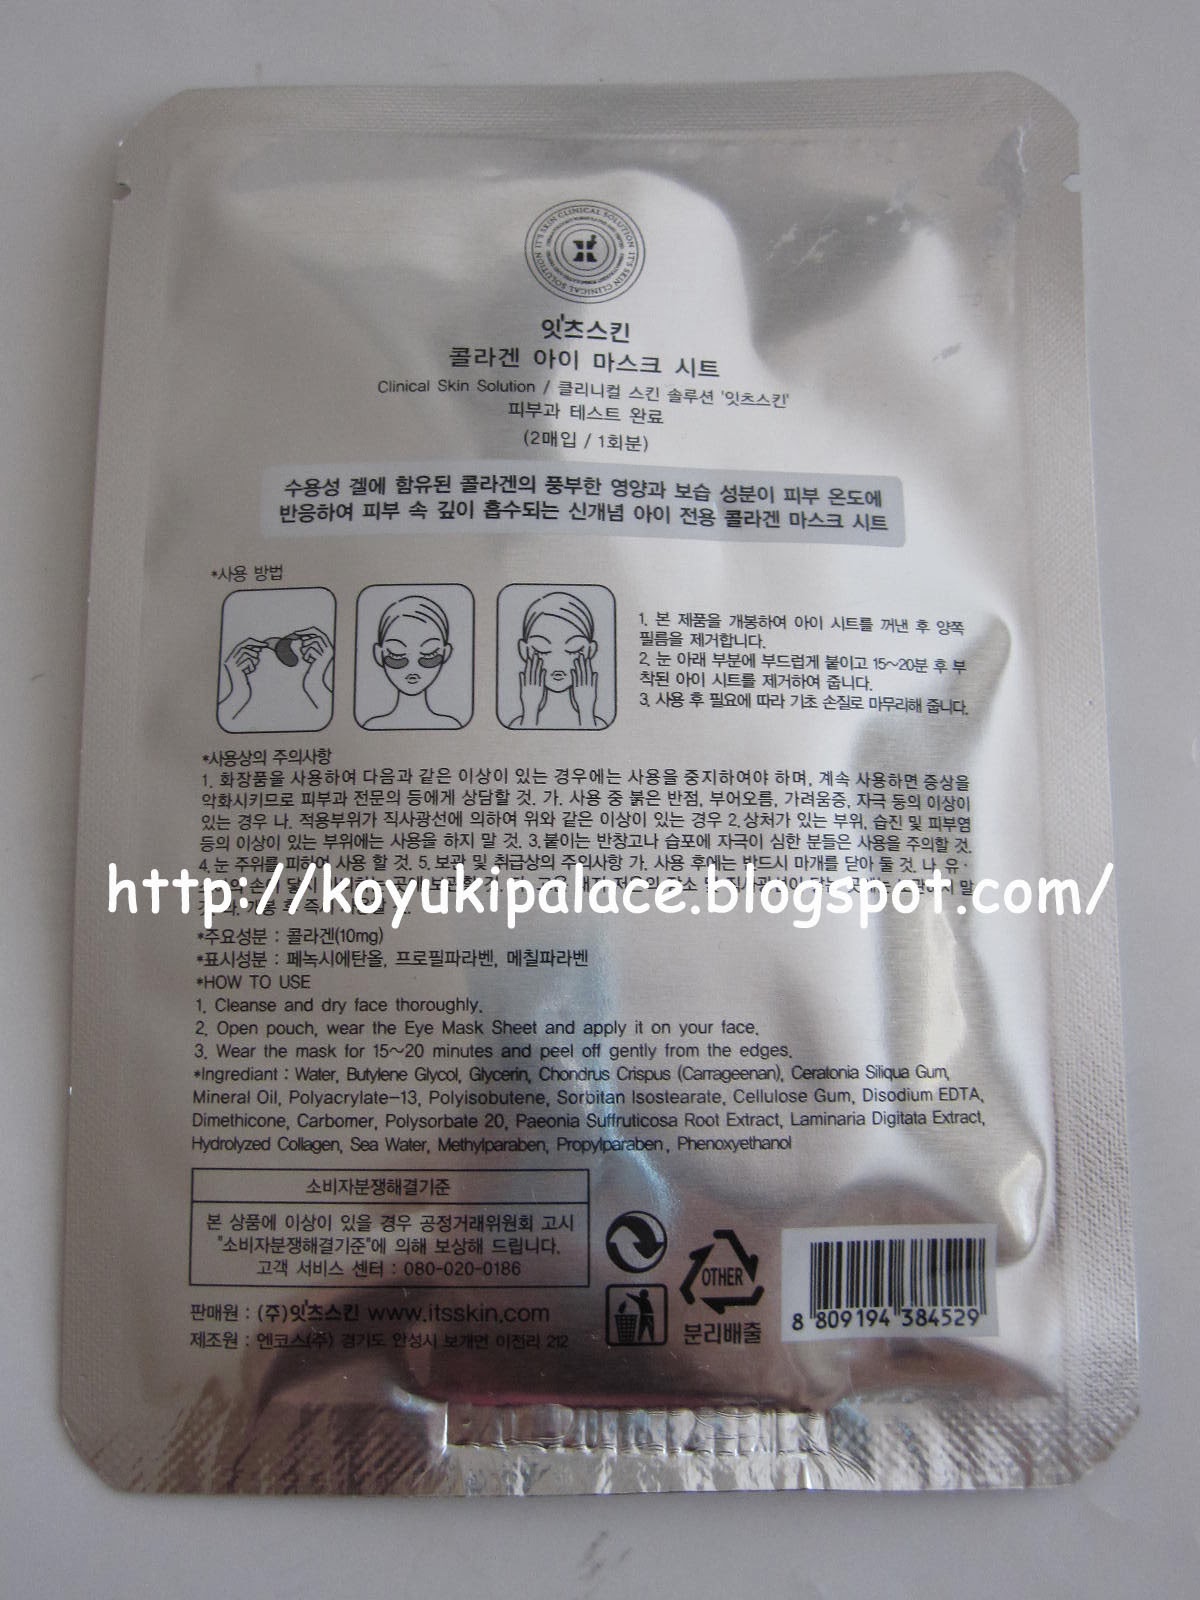 IT'S SKIN CLINICAL SOLUTION IT'S SKIN CLINICAL SOLUTION
잇츠스킨
콜라겐 아이 마스크 시트
Clinical Skin Solution / 클리니컬 스킨 솔루션 '잇츠스킨'
피부과 테스트 완료
(2매입 / 1회분)
수용성 겔에 함유된 콜라겐의 풍부한 영양과 보습 성분이 피부 온도에
반응하여 피부 속 깊이 흡수되는 신개념 아이 전용 콜라겐 마스크 시트
*사용 방법
1. 본 제품을 개봉하여 아이 시트를 꺼낸 후 양쪽
필름을 제거합니다.
2. 눈 아래 부분에 부드럽게 붙이고 15~20분 후 부
착된 아이 시트를 제거하여 줍니다.
3. 사용 후 필요에 따라 기초 손질로 마무리해 줍니다.
*사용상의 주의사항
1. 화장품을 사용하여 다음과 같은 이상이 있는 경우에는 사용을 중지하여야 하며, 계속 사용하면 증상을
악화시키므로 피부과 전문의 등에게 상담할 것. 가. 사용 중 붉은 반점, 부어오름, 가려움증, 자극 등의 이상이
있는 경우 나. 적용부위가 직사광선에 의하여 위와 같은 이상이 있는 경우 2. 상처가 있는 부위, 습진 및 피부염
등의 이상이 있는 부위에는 사용을 하지 말 것. 3. 붙이는 반창고나 습포에 자극이 심한 분들은 사용을 주의할 것.
4. 눈 주위를 피하여 사용 할 것. 5. 보관 및 취급상의 주의사항 가. 사용 후에는 반드시 마개를 닫아 둘 것. 나. 유·
http://koyukipalace.blogspot.com/
*주요성분 : 콜라겐(10mg)
*표시성분 : 페녹시에탄올, 프로필파라벤, 메칠파라벤
*HOW TO USE
1. Cleanse and dry face thoroughly.
2. Open pouch, wear the Eye Mask Sheet and apply it on your face.
3. Wear the mask for 15~20 minutes and peel off gently from the edges.
*Ingrediant : Water, Butylene Glycol, Glycerin, Chondrus Crispus (Carrageenan), Ceratonia Siliqua Gum,
Mineral Oil, Polyacrylate-13, Polyisobutene, Sorbitan Isostearate, Cellulose Gum, Disodium EDTA,
Dimethicone, Carbomer, Polysorbate 20, Paeonia Suffruticosa Root Extract, Laminaria Digitata Extract,
Hydrolyzed Collagen, Sea Water, Methylparaben, Propylparaben, Phenoxyethanol
소비자분쟁해결기준
본 상품에 이상이 있을 경우 공정거래위원회 고시
"소비자분쟁해결기준"에 의해 보상해 드립니다.
고객 서비스 센터 : 080-020-0186
판매원 : (주)잇츠스킨 www.itsskin.com
제조원 : 엔코스(주) 경기도 안성시 보개면 이전리 212
OTHER
분리배출
8 809194 384529